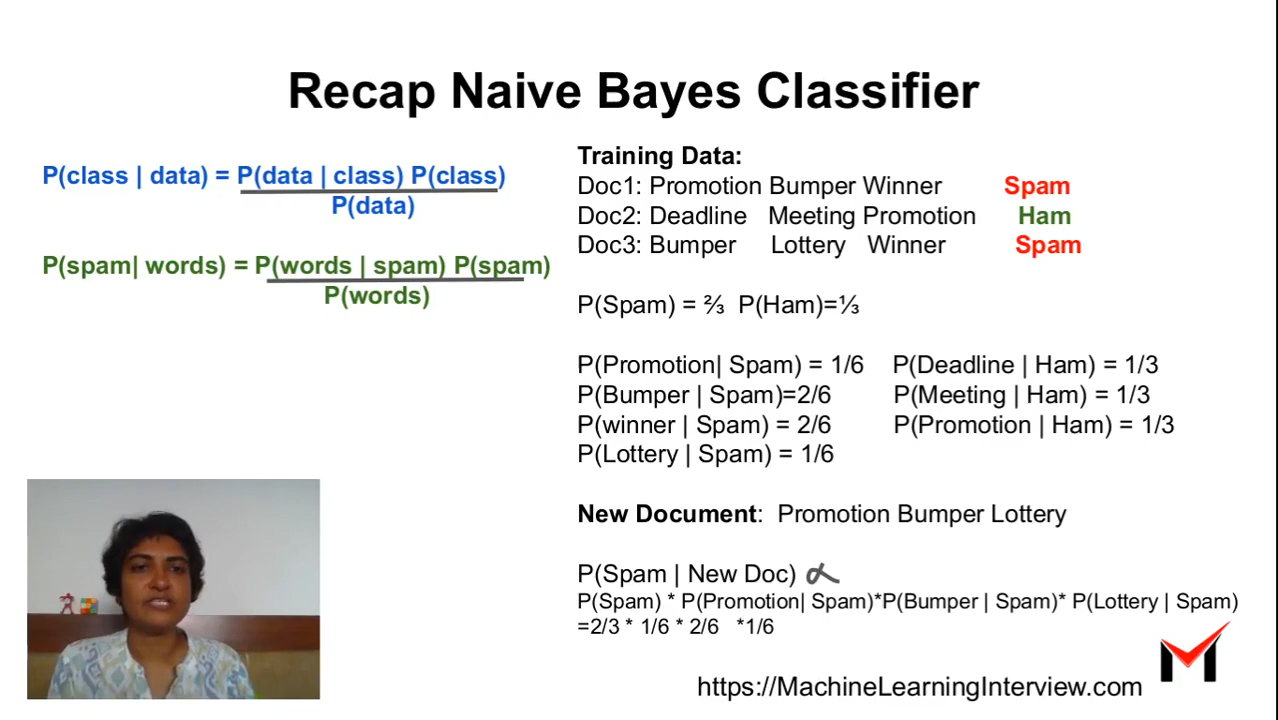 Recap Naive Bayes Classifier
P(class | data) = P(data | class) P(class)
P(data)
P(spam| words) = P(words | spam) P(spam)
P(words)
Training Data:
Doc1: Promotion Bumper Winner Spam
Doc2: Deadline Meeting Promotion Ham
Doc3: Bumper Lottery Winner Spam
P(Spam) = ⅔ P(Ham)=⅓
P(Promotion| Spam) = 1/6 P(Deadline | Ham) = 1/3
P(Bumper | Spam)=2/6 P(Meeting | Ham) = 1/3
P(winner | Spam) = 2/6 P(Promotion | Ham) = 1/3
P(Lottery | Spam) = 1/6
New Document: Promotion Bumper Lottery
P(Spam | New Doc) ∝
P(Spam) * P(Promotion| Spam)*P(Bumper | Spam)* P(Lottery | Spam)
=2/3 * 1/6 * 2/6 *1/6
https://MachineLearningInterview.com